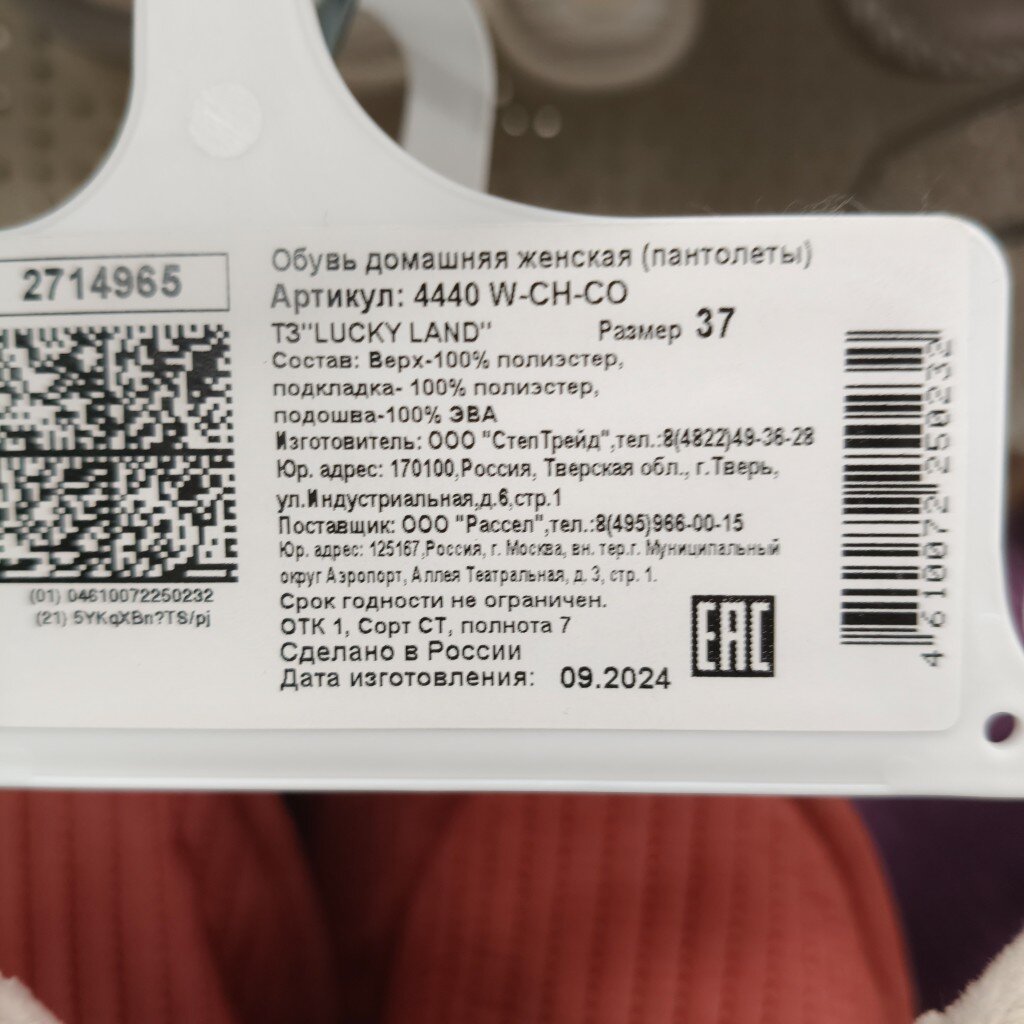 2714965
(01) 04610072250232
(21) 5YKqXBn?TS/pj
Обувь домашняя женская (пантолеты)
Артикул: 4440 W-CH-CO
ТЗ"LUCKY LAND" Размер 37
Состав: Верх-100% полиэстер,
подкладка- 100% полиэстер,
подошва-100% ЭВА
Изготовитель: ООО "СтепТрейд",тел.:8(4822)49-36-28
Юр. адрес: 170100,Россия, Тверская обл., г.Тверь,
ул.Индустриальная,д.6,стр.1
Поставщик: ООО "Рассел",тел.:8(495)966-00-15
Юр. адрес: 125167,Россия, г. Москва, вн. тер.г. Муниципальный
округ Аэропорт, Аллея Театральная, д. 3, стр. 1.
Срок годности не ограничен.
ОТК 1, Сорт СТ, полнота 7
Сделано в России
Дата изготовления: 09.2024
EAC
4 610072 250232